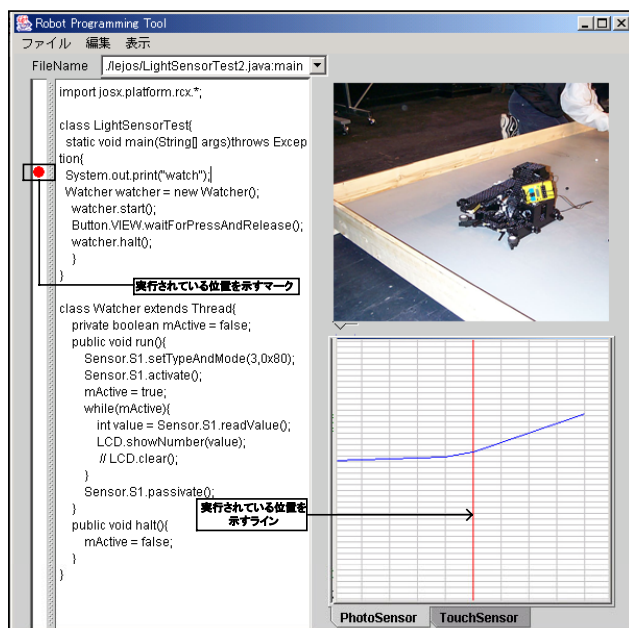 Robot Programming Tool
ファイル 編集 表示
FileName ./lejos/LightSensorTest2.java:main
import josx.platform.rcx.*;
class LightSensorTest{
static void main(String[] args)throws Excep
tion{
System.out.print("watch");
Watcher watcher = new Watcher();
watcher.start();
Button.VIEW.waitForPressAndRelease();
watcher.halt();
}
}
実行されている位置を示すマーク
class Watcher extends Thread{
private boolean mActive = false;
public void run(){
Sensor.S1.setTypeAndMode(3,0x80);
Sensor.S1.activate();
mActive = true;
while(mActive){
int value = Sensor.S1.readValue();
LCD.showNumber(value);
// LCD.clear();
}
Sensor.S1.passivate();
}
実行されている位置を
示すライン
public void halt(){
mActive = false;
}
}
PhotoSensor TouchSensor